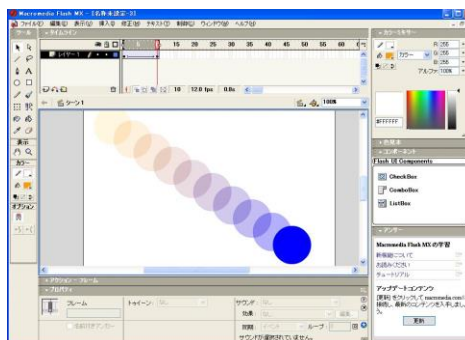 Macromedia Flash MX - [名称未設定-3]
ファイル(F) 編集(E) 表示(V) 挿入(I) 修正(M) テキスト(T) 制御(C) ウィンドウ(W) ヘルプ(H)
ツール
タイムライン
5 10 15 20 25 30 35 40 45 50 55 60
レイヤー 1
10 12.0 fps 0.8s
シーン 1
100%
表示
カラー
オプション
アクション - フレーム
プロパティ
フレーム
トゥイーン:
サウンド:
効果:
同期:
ループ:
サウンドが選択されていません。
カラーミキサー
R: 255
G: 255
B: 255
カラー
アルファ: 100%
#FFFFFF
色見本
コンポーネント
Flash UI Components
CheckBox
ComboBox
ListBox
アンサー
Macromedia Flash MX の学習
新機能について
お読みください
チュートリアル
アップデートコンテンツ
更新